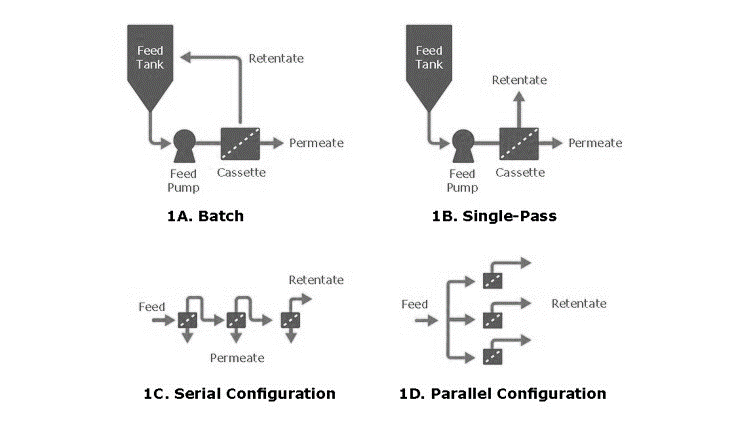 Feed
Tank
Retentate
Permeate
Feed
Pump
Cassette
1A. Batch
Feed
Tank
Retentate
Permeate
Feed
Pump
Cassette
1B. Single-Pass
Feed
Retentate
Permeate
1C. Serial Configuration
Feed
Retentate
1D. Parallel Configuration